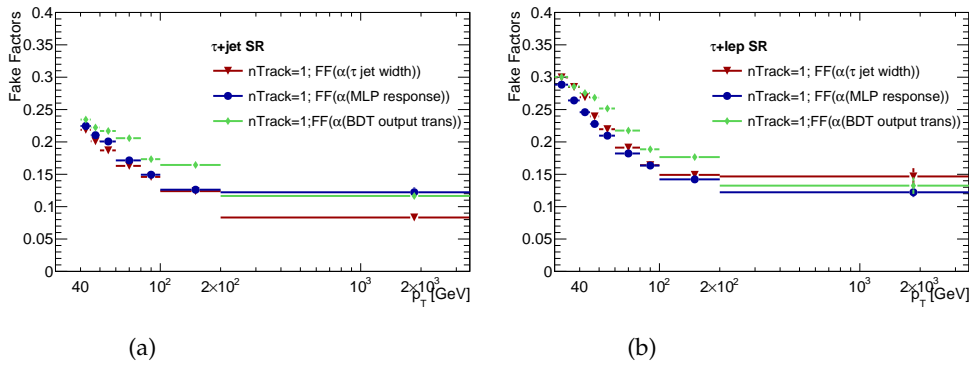 Fake Factors
0.4
0.35
0.3
0.25
0.2
0.15
0.1
0.05
0
τ+jet SR
nTrack=1; FF(α(τ jet width))
nTrack=1; FF(α(MLP response))
nTrack=1;FF(α(BDT output trans))
40
10²
2×10²
10³
2×10³
p_T [GeV]
(a)
Fake Factors
0.4
0.35
0.3
0.25
0.2
0.15
0.1
0.05
0
τ+lep SR
nTrack=1; FF(α(τ jet width))
nTrack=1; FF(α(MLP response))
nTrack=1;FF(α(BDT output trans))
40
10²
2×10²
10³
2×10³
p_T [GeV]
(b)